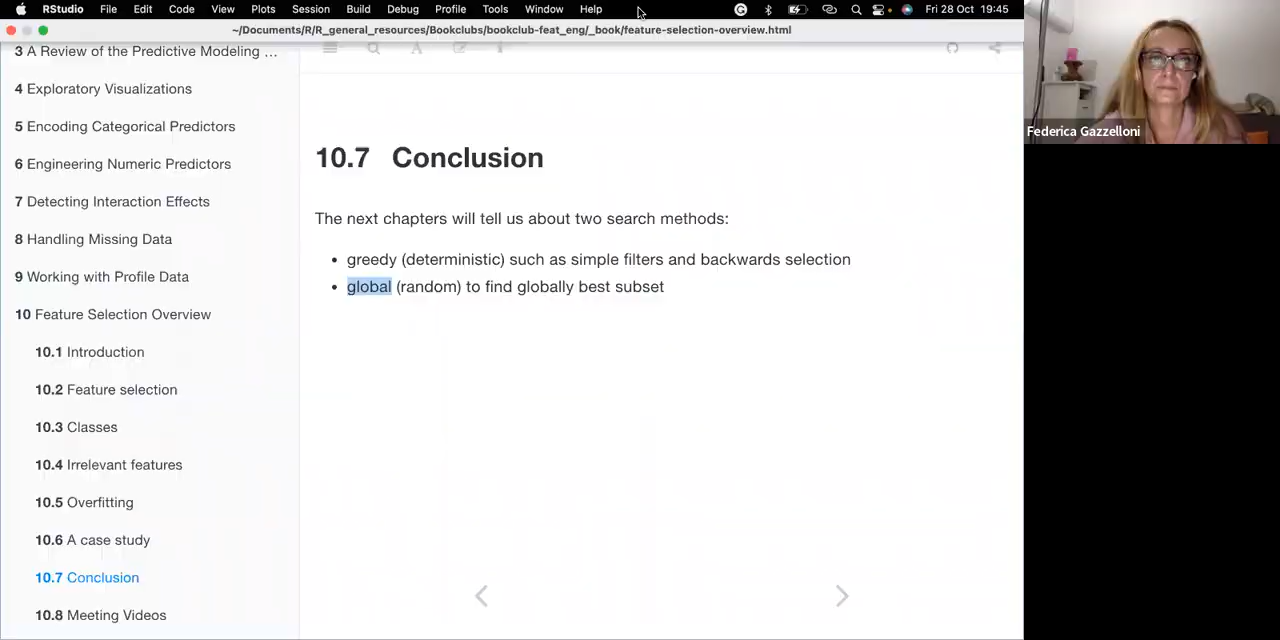 RStudio File Edit Code View Plots Session Build Debug Profile Tools Window Help Fri 28 Oct 19:45
~/Documents/R/R_general_resources/Bookclubs/bookclub-feat_eng/_book/feature-selection-overview.html
3 A Review of the Predictive Modeling …
4 Exploratory Visualizations
5 Encoding Categorical Predictors
6 Engineering Numeric Predictors
7 Detecting Interaction Effects
8 Handling Missing Data
9 Working with Profile Data
10 Feature Selection Overview
10.1 Introduction
10.2 Feature selection
10.3 Classes
10.4 Irrelevant features
10.5 Overfitting
10.6 A case study
10.7 Conclusion
10.8 Meeting Videos
10.7 Conclusion
The next chapters will tell us about two search methods:
• greedy (deterministic) such as simple filters and backwards selection
• global (random) to find globally best subset
Federica Gazzelloni